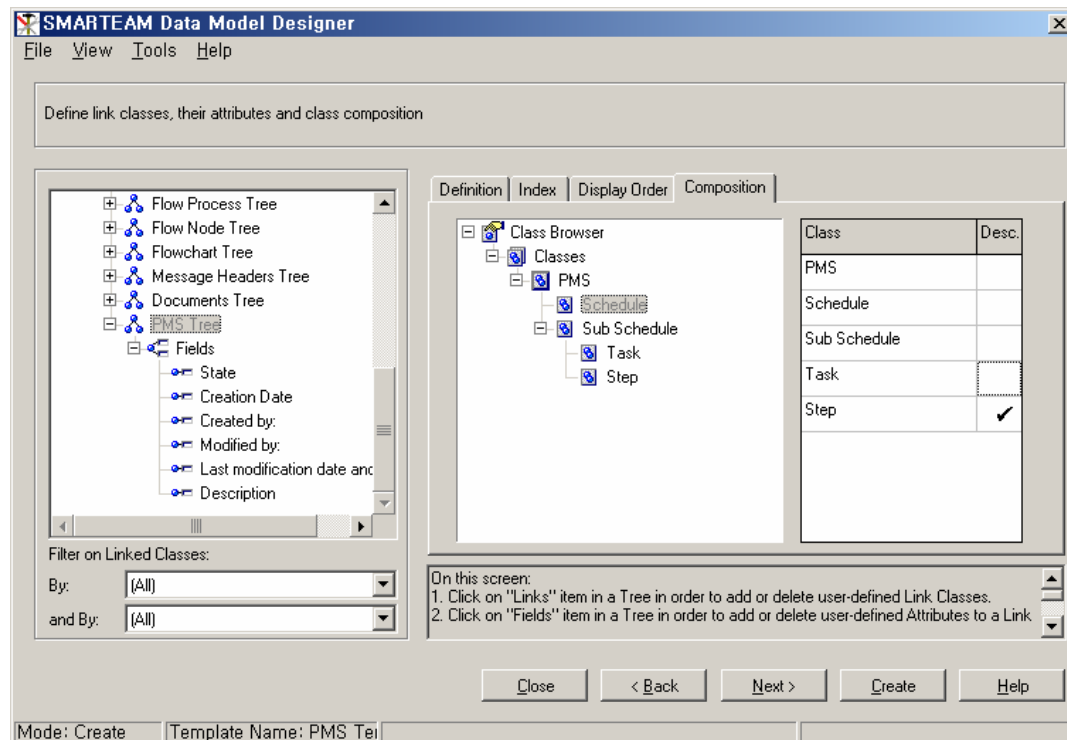 SMARTEAM Data Model Designer
File View Tools Help
Define link classes, their attributes and class composition
Flow Process Tree
Flow Node Tree
Flowchart Tree
Message Headers Tree
Documents Tree
PMS Tree
Fields
State
Creation Date
Created by:
Modified by:
Last modification date and
Description
Filter on Linked Classes:
By: (All)
and By: (All)
Definition Index Display Order Composition
Class Browser
Classes
PMS
Schedule
Sub Schedule
Task
Step
Class Desc.
PMS
Schedule
Sub Schedule
Task
Step ✓
On this screen:
1. Click on "Links" item in a Tree in order to add or delete user-defined Link Classes.
2. Click on "Fields" item in a Tree in order to add or delete user-defined Attributes to a Link
Close < Back Next > Create Help
Mode: Create Template Name: PMS Te